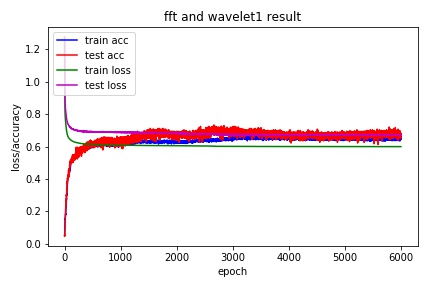 fft and wavelet1 result
train acc
test acc
train loss
test loss
loss/accuracy
1.2
1.0
0.8
0.6
0.4
0.2
0.0
0 1000 2000 3000 4000 5000 6000
epoch